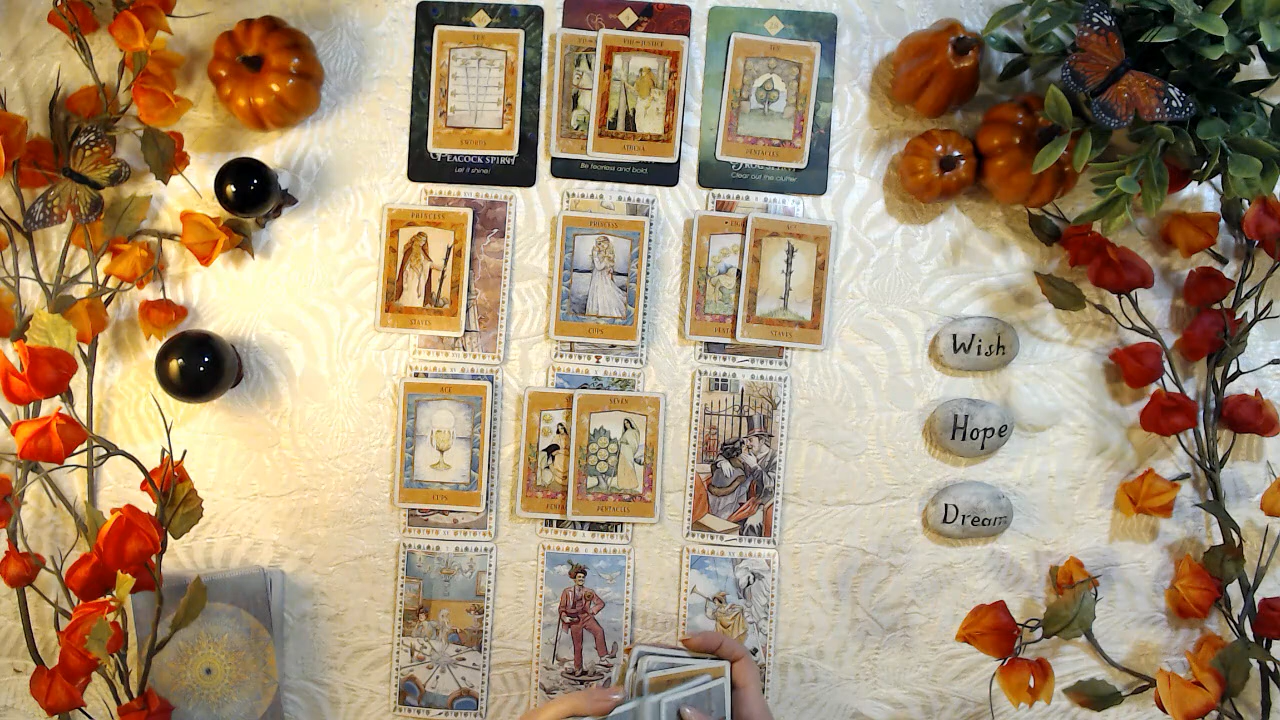 TEN
SWORDS
PEACOCK SPIRIT
Let it shine!
VIII · JUSTICE
ATHENA
Be fearless and bold.
TEN
PENTACLES
Clear out the clutter.
PRINCESS
STAVES
PRINCESS
CUPS
ACE
STAVES
ACE
CUPS
SEVEN
PENTACLES
Wish
Hope
Dream